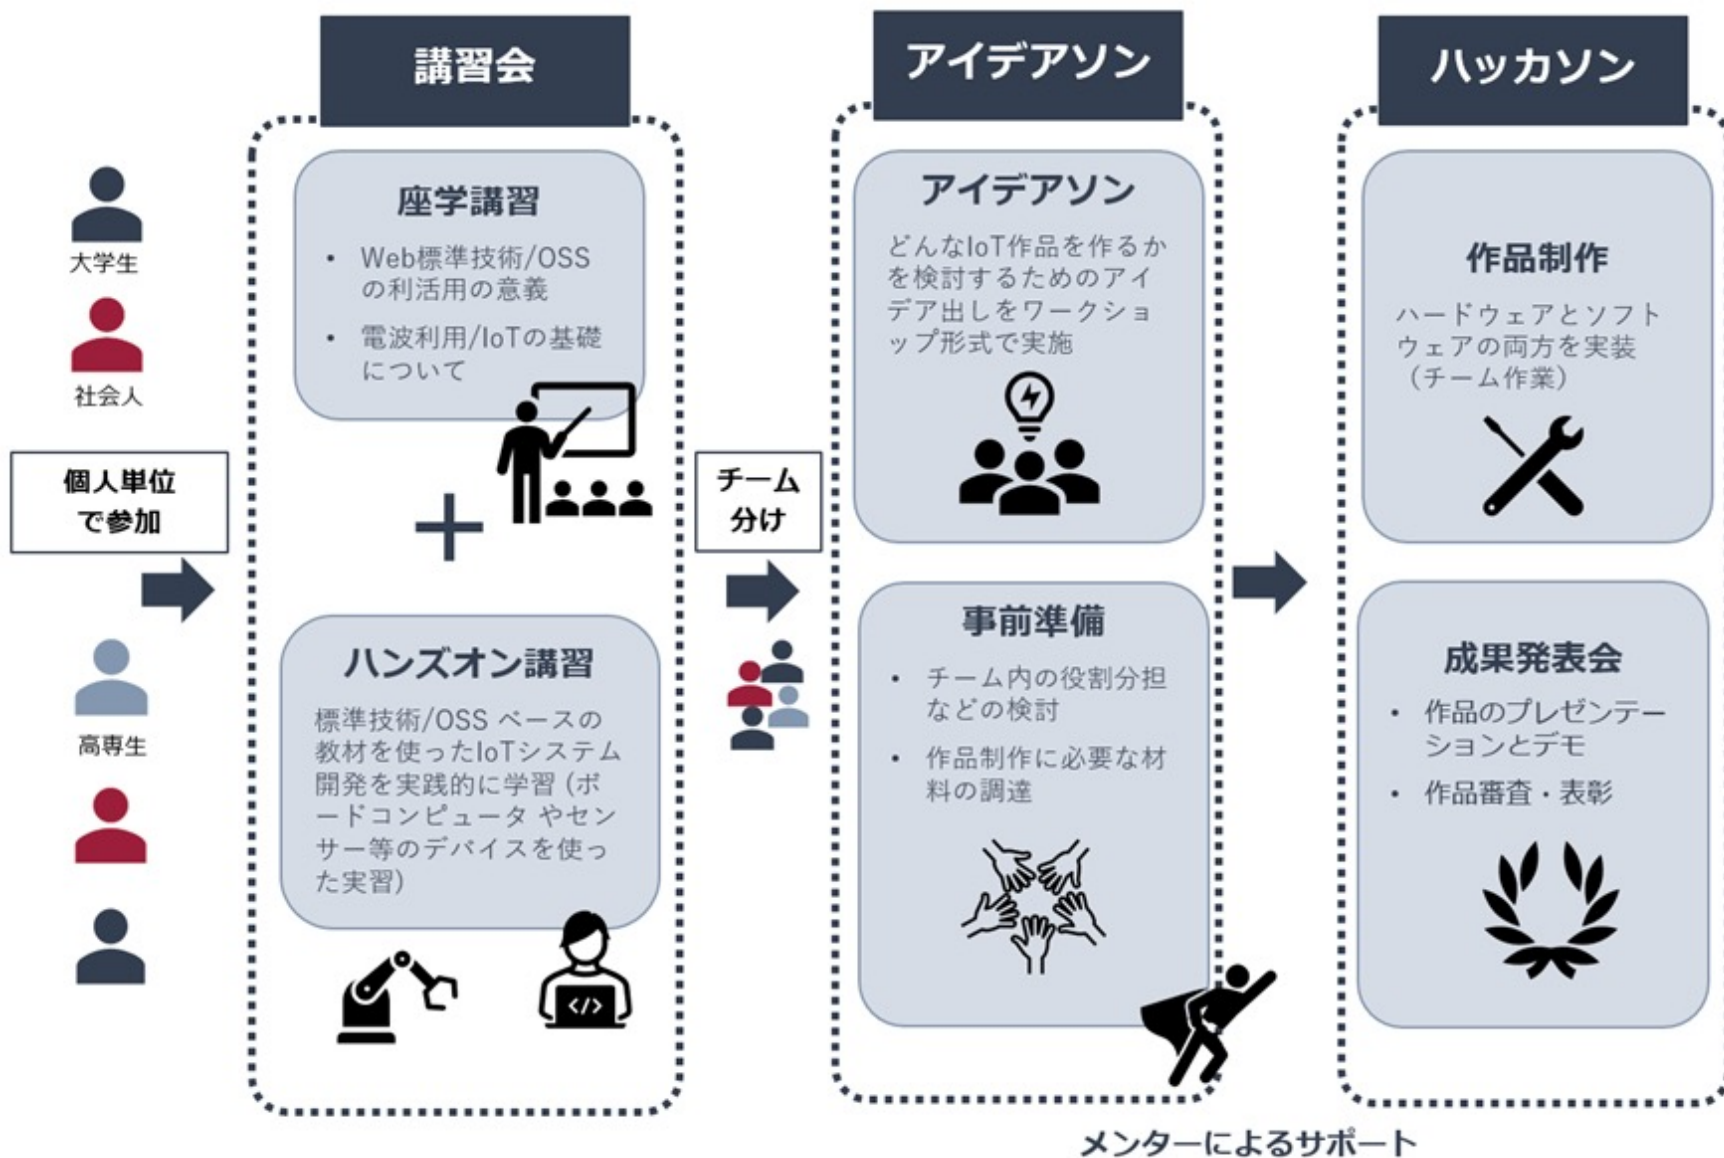 講習会
アイデアソン
ハッカソン
大学生
社会人
個人単位
で参加
高専生
座学講習
• Web標準技術/OSS
の利活用の意義
• 電波利用/IoTの基礎
について
+
ハンズオン講習
標準技術/OSS ベースの
教材を使ったIoTシステム
開発を実践的に学習 (ボ
ードコンピュータ やセン
サー等のデバイスを使っ
た実習)
</>
チーム
分け
アイデアソン
どんなIoT作品を作るか
を検討するためのアイ
デア出しをワークショ
ップ形式で実施
事前準備
• チーム内の役割分担
などの検討
• 作品制作に必要な材
料の調達
作品制作
ハードウェアとソフト
ウェアの両方を実装
（チーム作業）
成果発表会
• 作品のプレゼンテー
ションとデモ
• 作品審査・表彰
メンターによるサポート